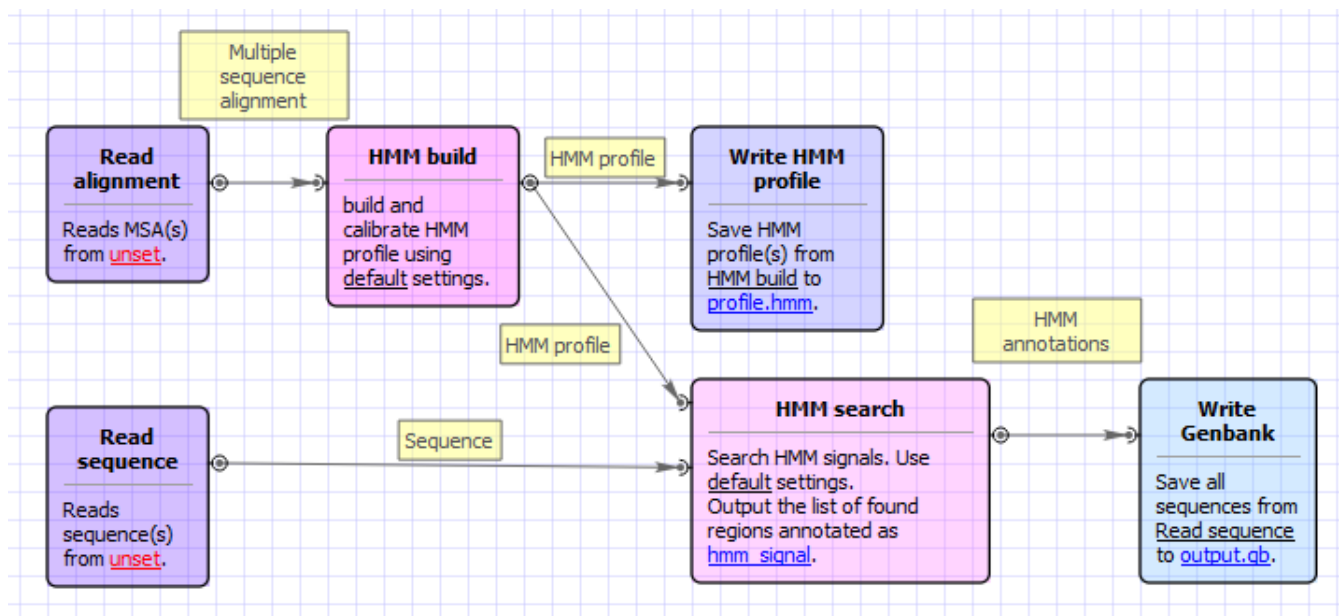 Multiple
sequence
alignment
Read
alignment
Reads MSA(s)
from unset.
HMM build
build and
calibrate HMM
profile using
default settings.
HMM profile
Write HMM
profile
Save HMM
profile(s) from
HMM build to
profile.hmm.
HMM profile
HMM
annotations
Read
sequence
Reads
sequence(s)
from unset.
Sequence
HMM search
Search HMM signals. Use
default settings.
Output the list of found
regions annotated as
hmm_signal.
Write
Genbank
Save all
sequences from
Read sequence
to output.gb.